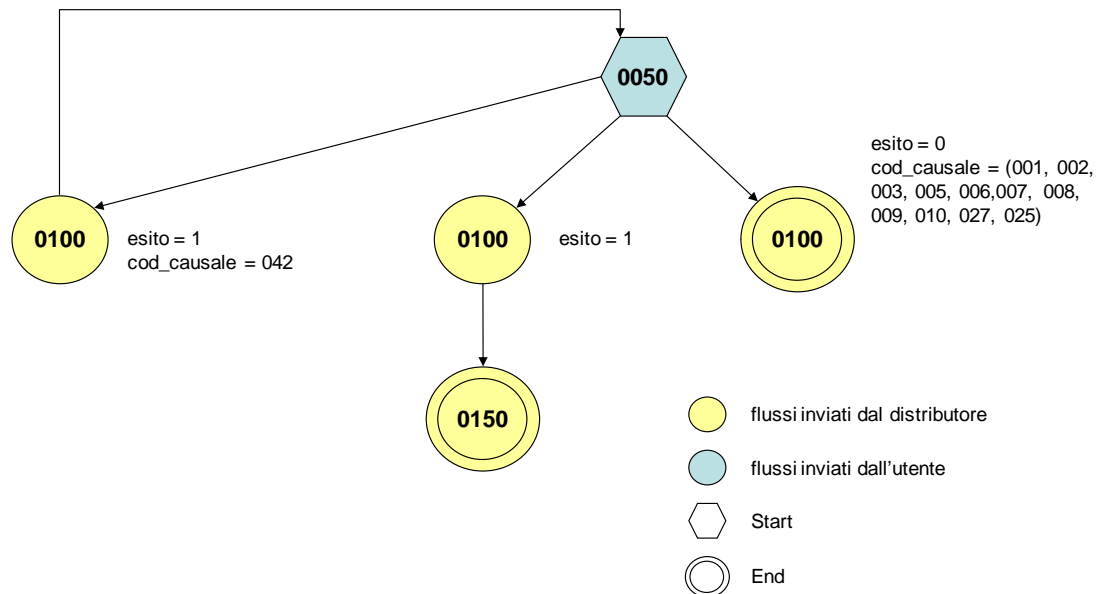 0050
esito = 0
cod_causale = (001, 002,
003, 005, 006,007, 008,
009, 010, 027, 025)
0100
esito = 1
cod_causale = 042
0100
esito = 1
0100
0150
flussi inviati dal distributore
flussi inviati dall'utente
Start
End